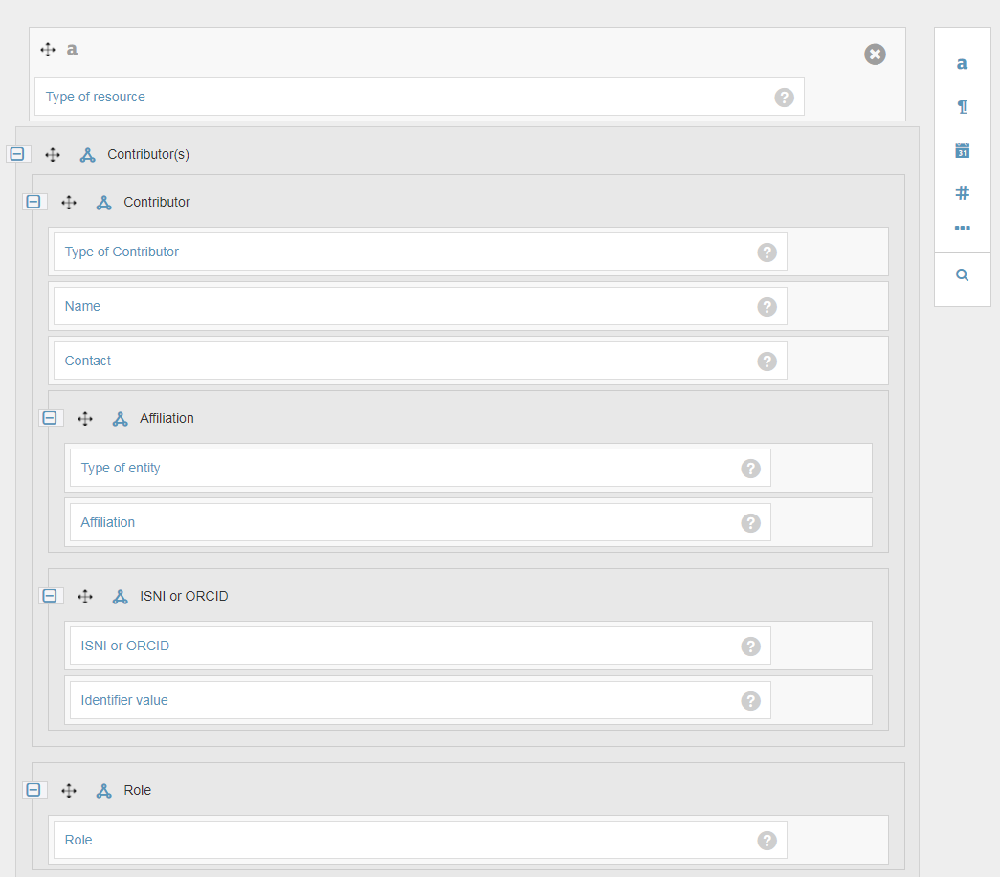 a
Type of resource
?
Contributor(s)
Contributor
Type of Contributor
?
Name
?
Contact
?
Affiliation
Type of entity
?
Affiliation
?
ISNI or ORCID
ISNI or ORCID
?
Identifier value
?
Role
Role
?
a
¶
31
#